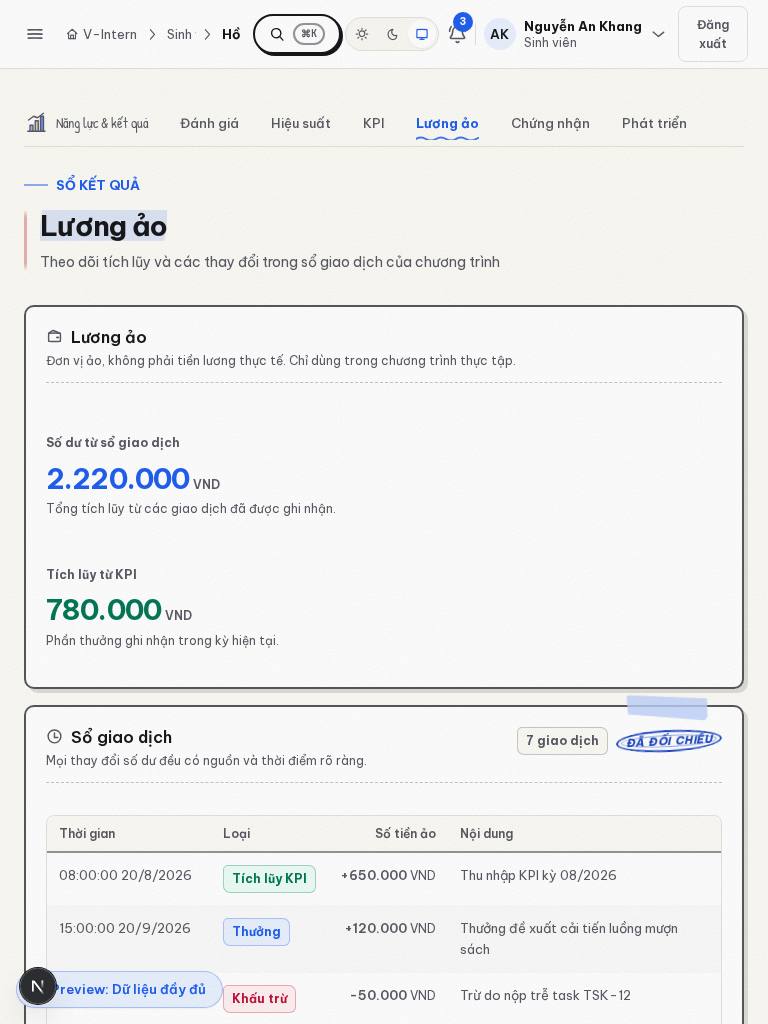 V-Intern > Sinh > Hồ
⌘K
3
AK
Nguyễn An Khang
Sinh viên
Đăng xuất
Năng lực & kết quả
Đánh giá
Hiệu suất
KPI
Lương ảo
Chứng nhận
Phát triển
SỔ KẾT QUẢ
Lương ảo
Theo dõi tích lũy và các thay đổi trong sổ giao dịch của chương trình
Lương ảo
Đơn vị ảo, không phải tiền lương thực tế. Chỉ dùng trong chương trình thực tập.
Số dư từ sổ giao dịch
2.220.000 VND
Tổng tích lũy từ các giao dịch đã được ghi nhận.
Tích lũy từ KPI
780.000 VND
Phần thưởng ghi nhận trong kỳ hiện tại.
Sổ giao dịch
7 giao dịch
ĐÃ ĐỐI CHIẾU
Mọi thay đổi số dư đều có nguồn và thời điểm rõ ràng.
Thời gian Loại Số tiền ảo Nội dung
08:00:00 20/8/2026 Tích lũy KPI +650.000 VND Thu nhập KPI kỳ 08/2026
15:00:00 20/9/2026 Thưởng +120.000 VND Thưởng đề xuất cải tiến luồng mượn
sách
Khấu trừ -50.000 VND Trừ do nộp trễ task TSK-12
N
Preview: Dữ liệu đầy đủ